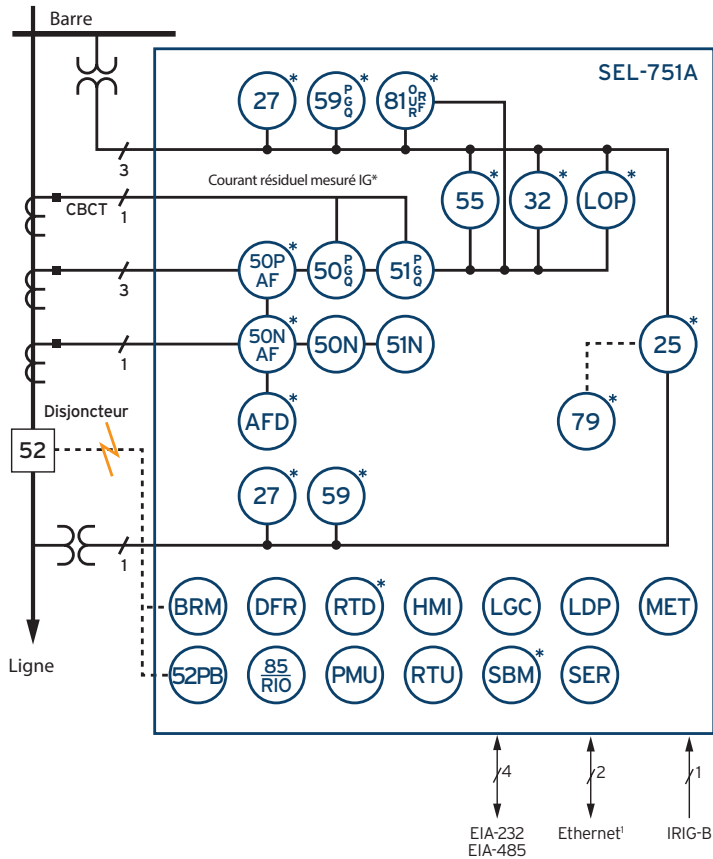 Barre
SEL-751A
27*
59 P G Q*
81 O U R RF*
3
Courant résiduel mesuré IG*
CBCT
1
55*
32*
LOP*
50P AF*
50 P G Q
51 P G Q
3
50N AF*
50N
51N
1
25*
Disjoncteur
AFD*
79*
52
27*
59*
1
BRM
DFR
RTD*
HMI
LGC
LDP
MET
Ligne
52PB
85
RIO
PMU
RTU
SBM*
SER
4
2
1
EIA-232
EIA-485
Ethernet¹
IRIG-B